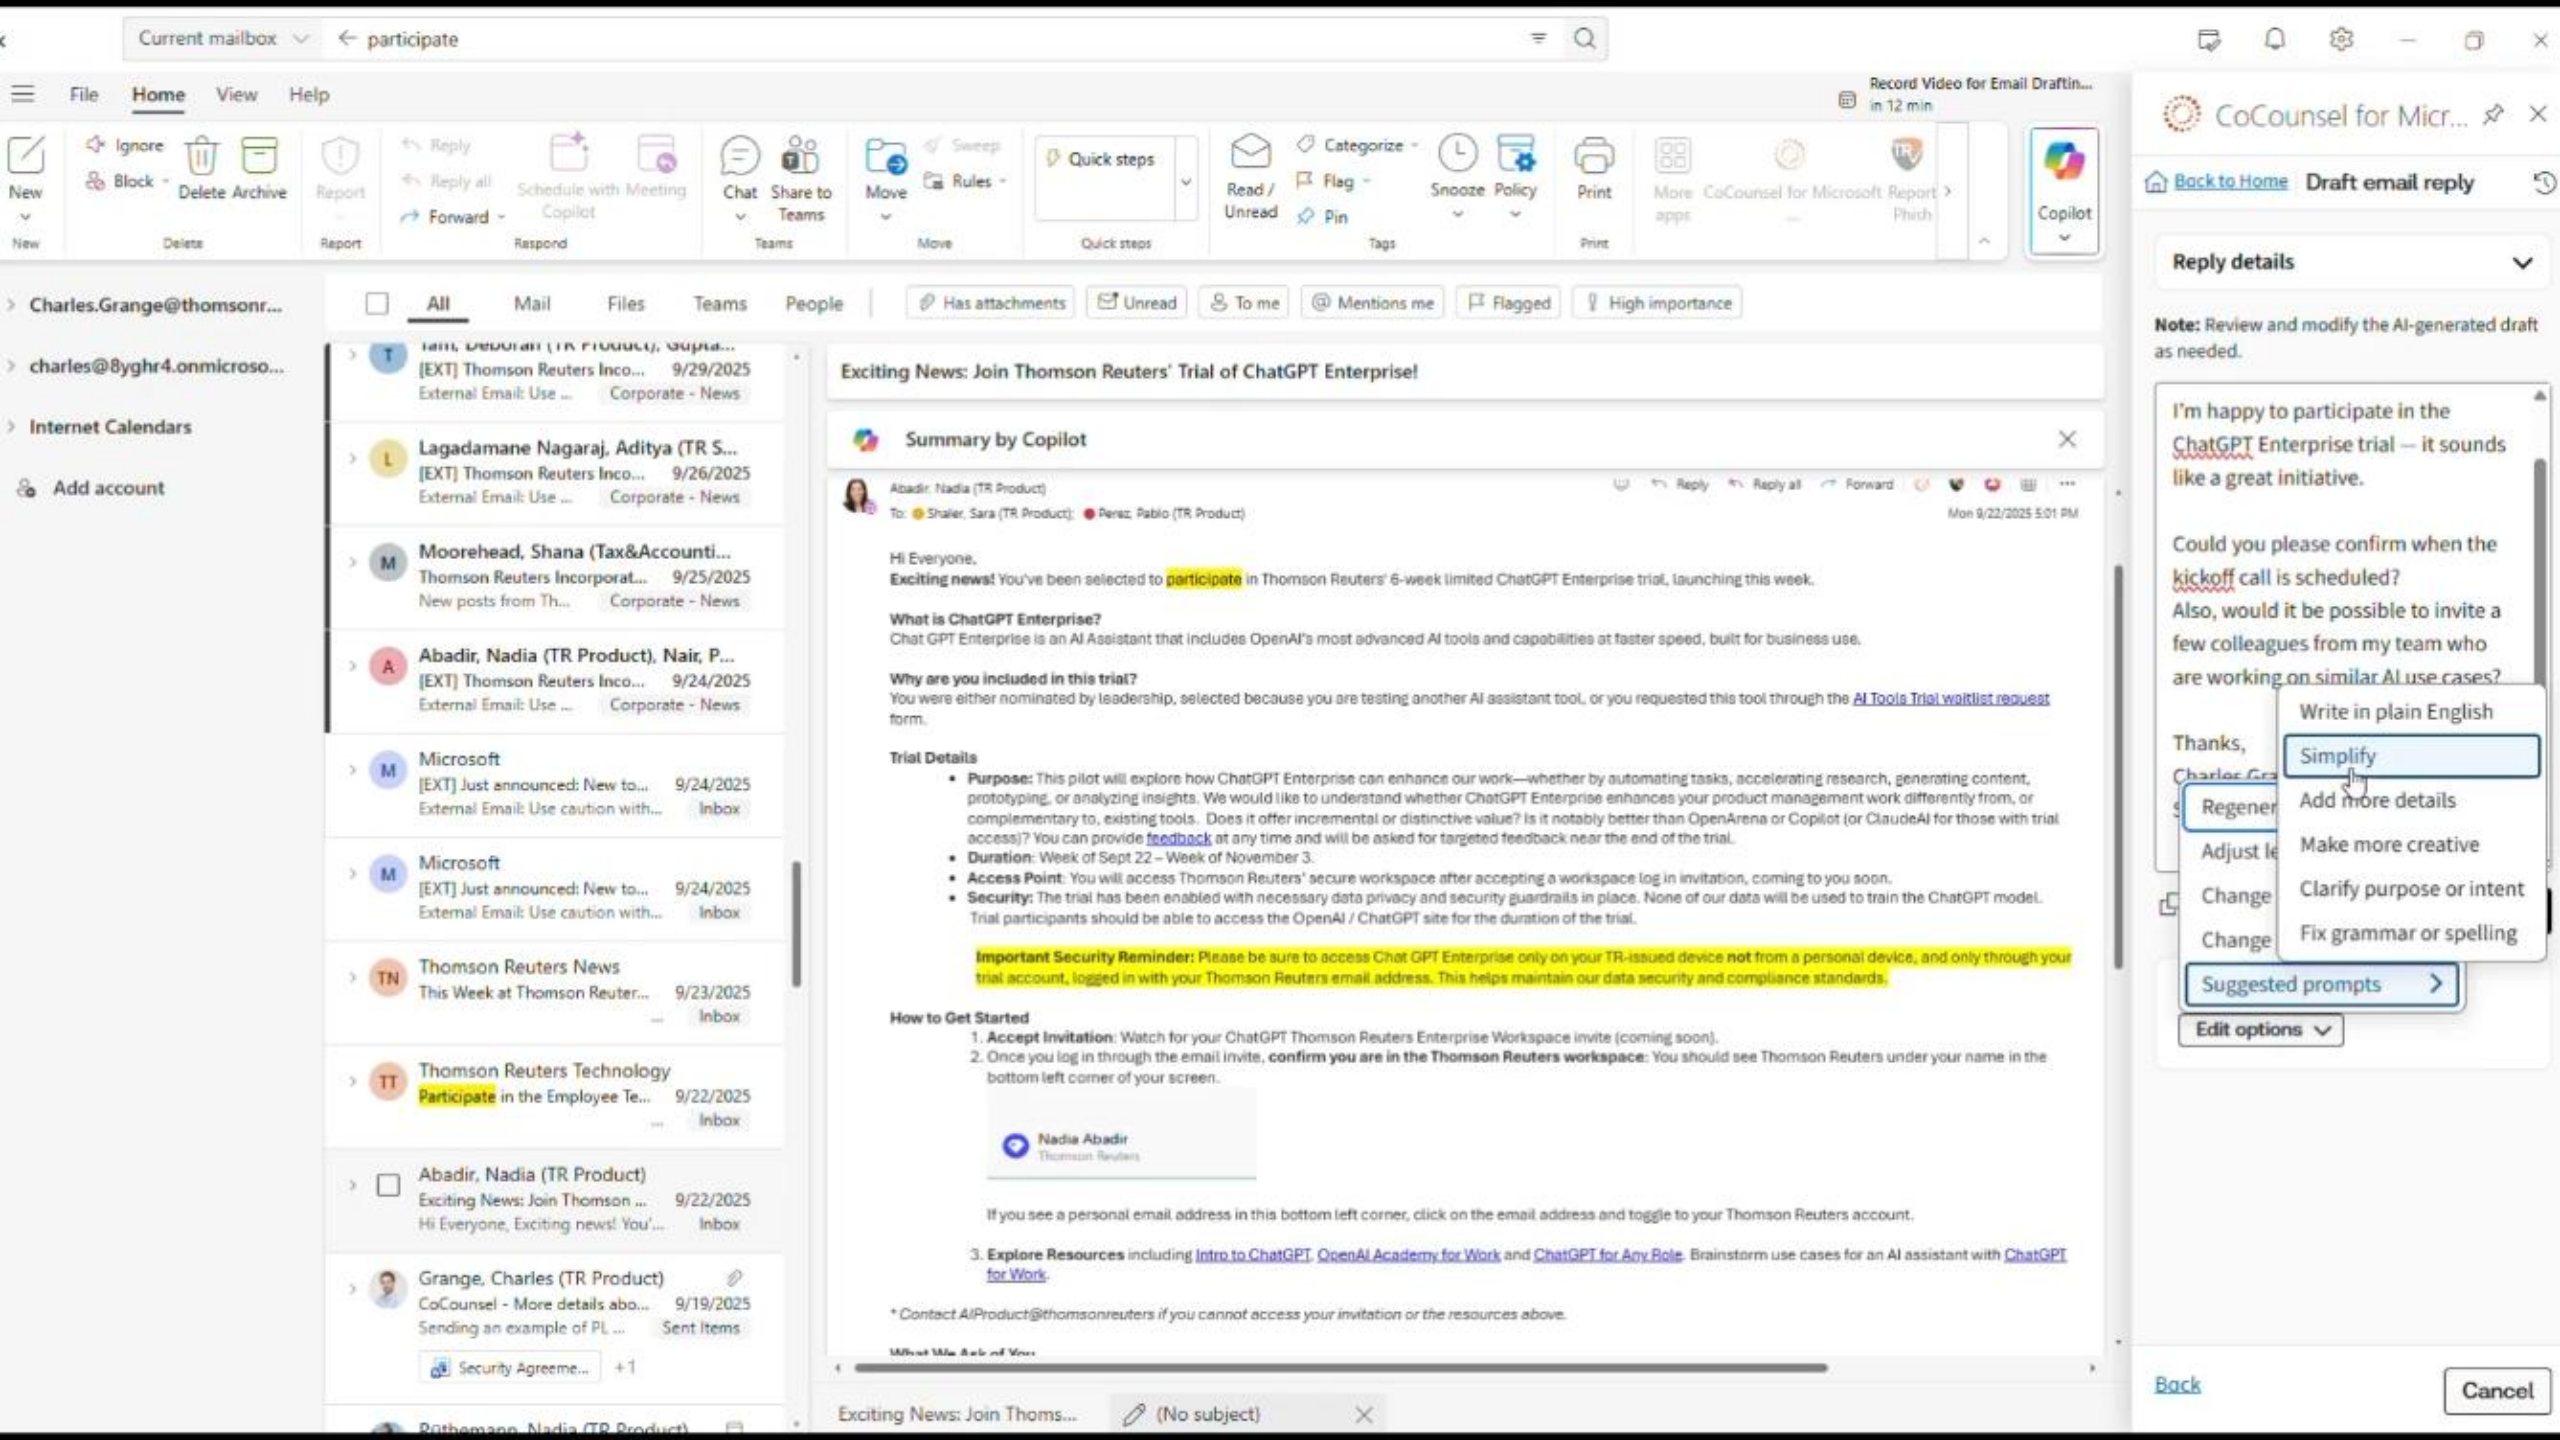 Current mailbox
participate
File Home View Help
Record Video for Email Draftin...
in 12 min
New
New
Ignore
Block
Delete Archive
Delete
Report
Report
Reply
Reply all
Forward
Schedule with Copilot
Meeting
Respond
Chat
Share to Teams
Teams
Move
Sweep
Rules
Move
Quick steps
Quick steps
Read / Unread
Categorize
Flag
Pin
Snooze Policy
Tags
Print
Print
More apps
CoCounsel for Microsoft
...
Report Phish
Copilot
Charles.Grange@thomsonr...
charles@8yghr4.onmicroso...
Internet Calendars
Add account
All Mail Files Teams People
Has attachments Unread To me Mentions me Flagged High importance
T
Tam, Deborah (TR Product), Gupta...
[EXT] Thomson Reuters Inco... 9/29/2025
External Email: Use ... Corporate - News
L
Lagadamane Nagaraj, Aditya (TR S...
[EXT] Thomson Reuters Inco... 9/26/2025
External Email: Use ... Corporate - News
M
Moorehead, Shana (Tax&Accounti...
Thomson Reuters Incorporat... 9/25/2025
New posts from Th... Corporate - News
A
Abadir, Nadia (TR Product), Nair, P...
[EXT] Thomson Reuters Inco... 9/24/2025
External Email: Use ... Corporate - News
M
Microsoft
[EXT] Just announced: New to... 9/24/2025
External Email: Use caution with... Inbox
M
Microsoft
[EXT] Just announced: New to... 9/24/2025
External Email: Use caution with... Inbox
TN
Thomson Reuters News
This Week at Thomson Reuter... 9/23/2025
... Inbox
TT
Thomson Reuters Technology
Participate in the Employee Te... 9/22/2025
... Inbox
Abadir, Nadia (TR Product)
Exciting News: Join Thomson ... 9/22/2025
Hi Everyone, Exciting news! You'... Inbox
Grange, Charles (TR Product)
CoCounsel - More details abo... 9/19/2025
Sending an example of PL ... Sent Items
Security Agreeme... +1
Rüthemann, Nadia (TR Product)
Exciting News: Join Thomson Reuters' Trial of ChatGPT Enterprise!
Summary by Copilot
Abadir, Nadia (TR Product)
Reply Reply all Forward ...
To: Shaler, Sara (TR Product); Perez, Pablo (TR Product)
Mon 9/22/2025 5:01 PM
Hi Everyone,
Exciting news! You've been selected to participate in Thomson Reuters' 6-week limited ChatGPT Enterprise trial, launching this week.
What is ChatGPT Enterprise?
Chat GPT Enterprise is an AI Assistant that includes OpenAI's most advanced AI tools and capabilities at faster speed, built for business use.
Why are you included in this trial?
You were either nominated by leadership, selected because you are testing another AI assistant tool, or you requested this tool through the AI Tools Trial waitlist request
form.
Trial Details
• Purpose: This pilot will explore how ChatGPT Enterprise can enhance our work—whether by automating tasks, accelerating research, generating content,
prototyping, or analyzing insights. We would like to understand whether ChatGPT Enterprise enhances your product management work differently from, or
complementary to, existing tools. Does it offer incremental or distinctive value? Is it notably better than OpenArena or Copilot (or ClaudeAI for those with trial
access)? You can provide feedback at any time and will be asked for targeted feedback near the end of the trial.
• Duration: Week of Sept 22 – Week of November 3.
• Access Point: You will access Thomson Reuters' secure workspace after accepting a workspace log in invitation, coming to you soon.
• Security: The trial has been enabled with necessary data privacy and security guardrails in place. None of our data will be used to train the ChatGPT model.
Trial participants should be able to access the OpenAI / ChatGPT site for the duration of the trial.
Important Security Reminder: Please be sure to access Chat GPT Enterprise only on your TR-issued device not from a personal device, and only through your
trial account, logged in with your Thomson Reuters email address. This helps maintain our data security and compliance standards.
How to Get Started
1. Accept Invitation: Watch for your ChatGPT Thomson Reuters Enterprise Workspace invite (coming soon).
2. Once you log in through the email invite, confirm you are in the Thomson Reuters workspace: You should see Thomson Reuters under your name in the
bottom left corner of your screen.
Nadia Abadir
Thomson Reuters
If you see a personal email address in this bottom left corner, click on the email address and toggle to your Thomson Reuters account.
3. Explore Resources including Intro to ChatGPT, OpenAI Academy for Work and ChatGPT for Any Role. Brainstorm use cases for an AI assistant with ChatGPT
for Work.
* Contact AIProduct@thomsonreuters if you cannot access your invitation or the resources above.
What We Ask of You
Exciting News: Join Thoms...
(No subject)
CoCounsel for Micr...
Back to Home Draft email reply
Reply details
Note: Review and modify the AI-generated draft
as needed.
I'm happy to participate in the
ChatGPT Enterprise trial — it sounds
like a great initiative.
Could you please confirm when the
kickoff call is scheduled?
Also, would it be possible to invite a
few colleagues from my team who
are working on similar AI use cases?
Thanks,
Charles Gra
Write in plain English
Simplify
Add more details
Make more creative
Clarify purpose or intent
Fix grammar or spelling
Regener
Adjust le
Change
Change
Suggested prompts
Edit options
Back
Cancel